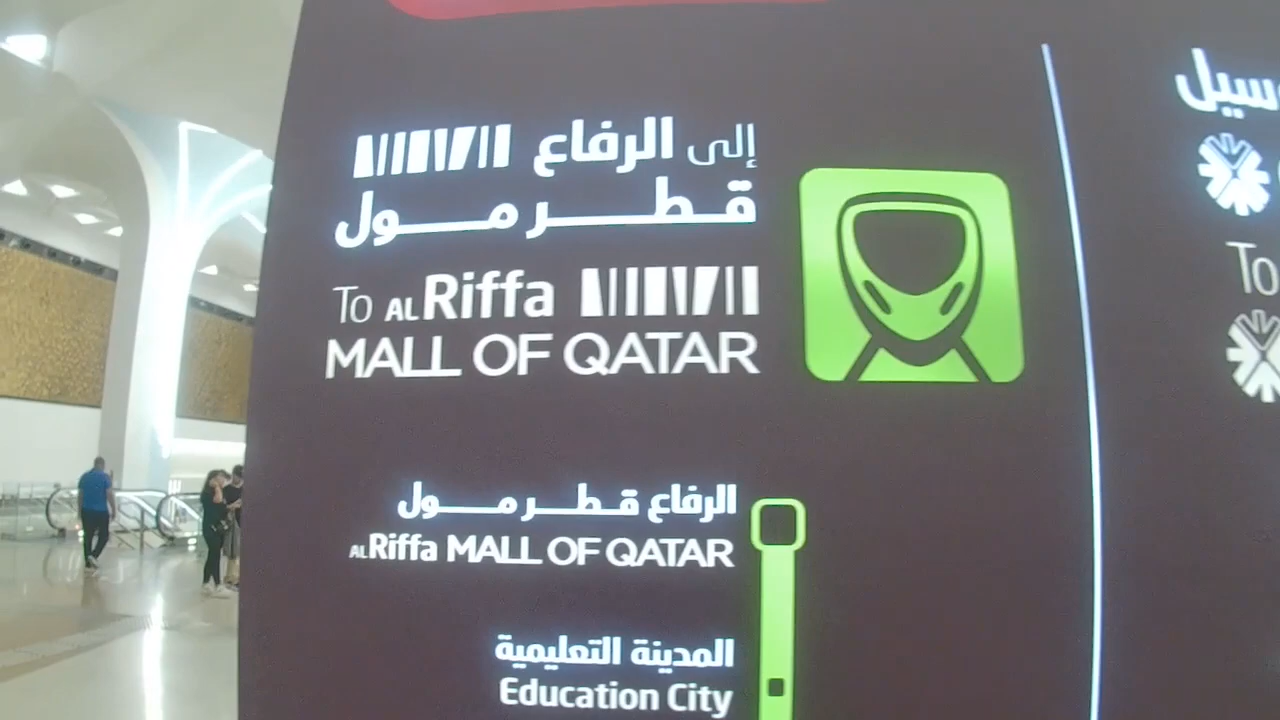 إلى الرفاع
قطر مول
To AL Riffa
MALL OF QATAR
الرفاع قطر مول
AL Riffa MALL OF QATAR
المدينة التعليمية
Education City
To